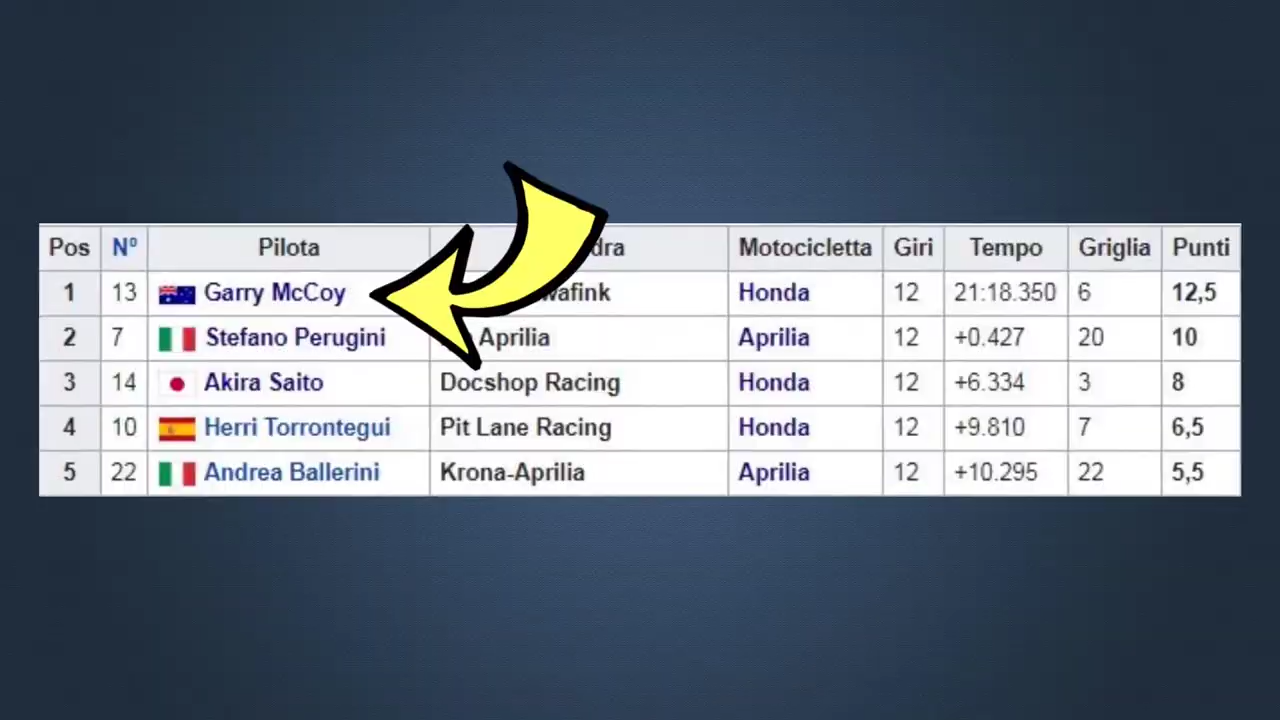 Pos Nº Pilota Motocicletta Giri Tempo Griglia Punti
1 13 Garry McCoy Honda 12 21:18.350 6 12,5
2 7 Stefano Perugini Aprilia Aprilia 12 +0.427 20 10
3 14 Akira Saito Docshop Racing Honda 12 +6.334 3 8
4 10 Herri Torrontegui Pit Lane Racing Honda 12 +9.810 7 6,5
5 22 Andrea Ballerini Krona-Aprilia Aprilia 12 +10.295 22 5,5